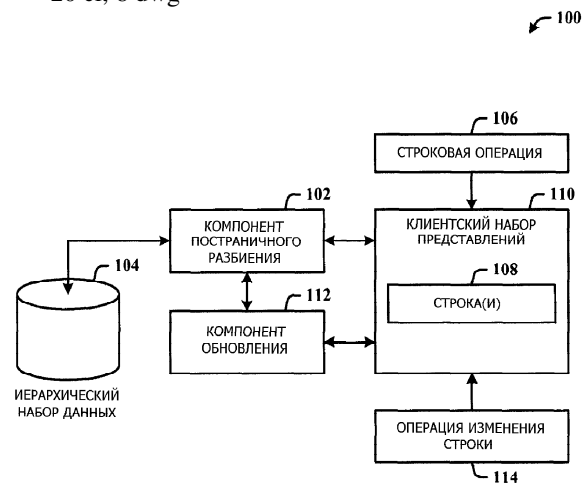 100
106
СТРОКОВАЯ ОПЕРАЦИЯ
102
КОМПОНЕНТ
ПОСТРАНИЧНОГО
РАЗБИЕНИЯ
110
КЛИЕНТСКИЙ НАБОР
ПРЕДСТАВЛЕНИЙ
104
108
СТРОКА(И)
112
КОМПОНЕНТ
ОБНОВЛЕНИЯ
ИЕРАРХИЧЕСКИЙ
НАБОР ДАННЫХ
ОПЕРАЦИЯ ИЗМЕНЕНИЯ
СТРОКИ
114